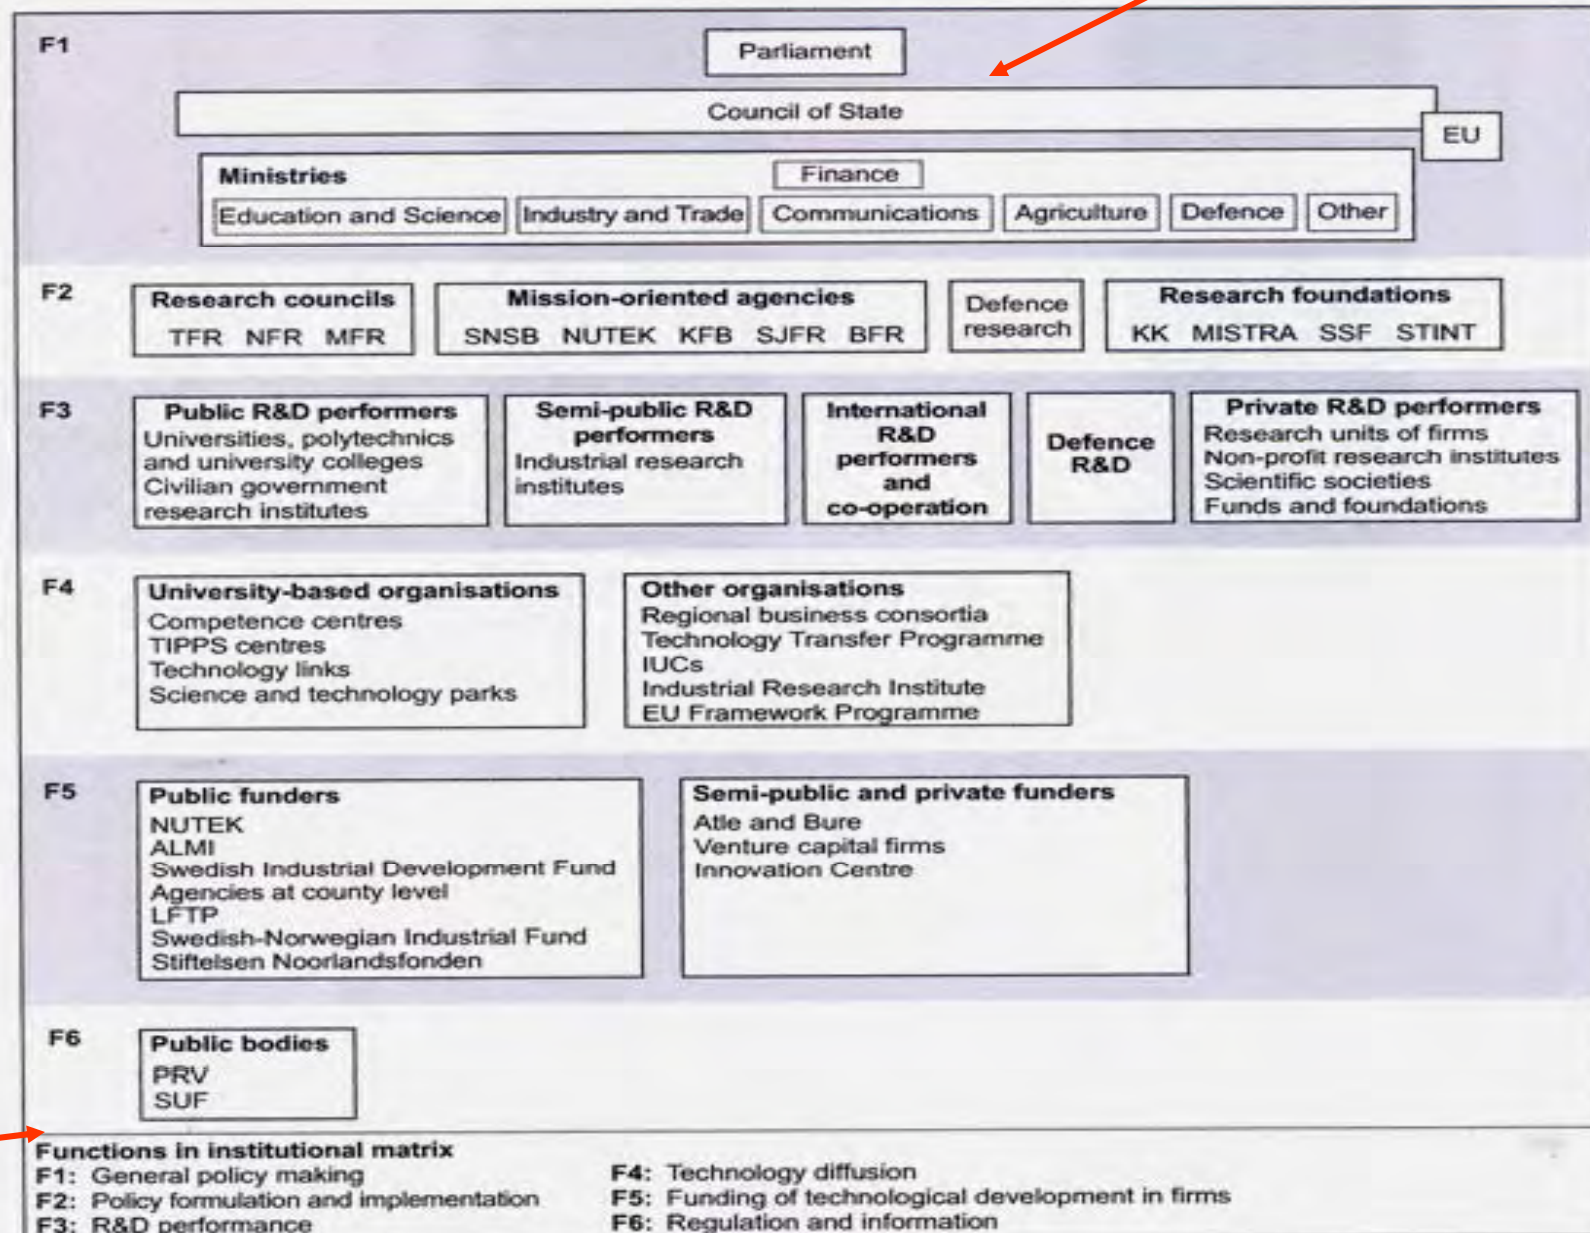 F1
Parliament
Council of State
EU
Ministries
Finance
Education and Science Industry and Trade Communications Agriculture Defence Other
F2
Research councils
TFR NFR MFR
Mission-oriented agencies
SNSB NUTEK KFB SJFR BFR
Defence
research
Research foundations
KK MISTRA SSF STINT
F3
Public R&D performers
Universities, polytechnics
and university colleges
Civilian government
research institutes
Semi-public R&D
performers
Industrial research
institutes
International
R&D
performers
and
co-operation
Defence
R&D
Private R&D performers
Research units of firms
Non-profit research institutes
Scientific societies
Funds and foundations
F4
University-based organisations
Competence centres
TIPPS centres
Technology links
Science and technology parks
Other organisations
Regional business consortia
Technology Transfer Programme
IUCs
Industrial Research Institute
EU Framework Programme
F5
Public funders
NUTEK
ALMI
Swedish Industrial Development Fund
Agencies at county level
LFTP
Swedish-Norwegian Industrial Fund
Stiftelsen Noorlandsfonden
Semi-public and private funders
Atle and Bure
Venture capital firms
Innovation Centre
F6
Public bodies
PRV
SUF
Functions in institutional matrix
F1: General policy making
F2: Policy formulation and implementation
F3: R&D performance
F4: Technology diffusion
F5: Funding of technological development in firms
F6: Regulation and information